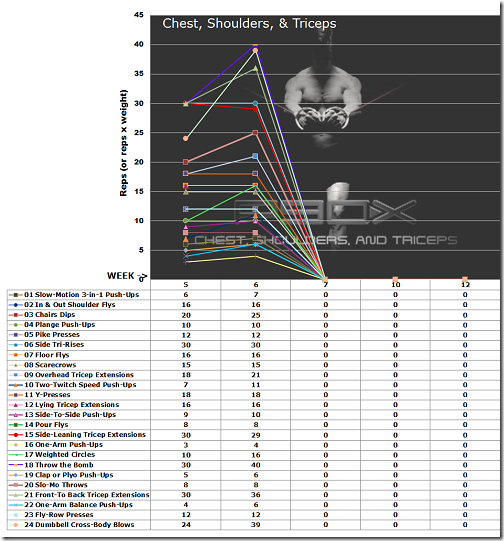 Chest, Shoulders, & Triceps
45
40
35
30
25
20
15
10
5
0
Reps (or reps x weight)
CHEST, SHOULDERS, AND TRICEPS
WEEK -> 5 6 7 10 12
01 Slow-Motion 3-in-1 Push-Ups 6 7 0 0 0
02 In & Out Shoulder Flys 16 16 0 0 0
03 Chairs Dips 20 25 0 0 0
04 Plange Push-Ups 10 10 0 0 0
05 Pike Presses 12 12 0 0 0
06 Side Tri-Rises 30 30 0 0 0
07 Floor Flys 16 16 0 0 0
08 Scarecrows 15 15 0 0 0
09 Overhead Tricep Extensions 18 21 0 0 0
10 Two-Twitch Speed Push-Ups 7 11 0 0 0
11 Y-Presses 18 18 0 0 0
12 Lying Tricep Extensions 16 16 0 0 0
13 Side-To-Side Push-Ups 9 10 0 0 0
14 Pour Flys 8 8 0 0 0
15 Side-Leaning Tricep Extensions 30 29 0 0 0
16 One-Arm Push-Ups 3 4 0 0 0
17 Weighted Circles 10 16 0 0 0
18 Throw the Bomb 30 40 0 0 0
19 Clap or Plyo Push-Ups 5 6 0 0 0
20 Slo-Mo Throws 8 8 0 0 0
21 Front-To Back Tricep Extensions 30 36 0 0 0
22 One-Arm Balance Push-Ups 4 6 0 0 0
23 Fly-Row Presses 12 12 0 0 0
24 Dumbbell Cross-Body Blows 24 39 0 0 0